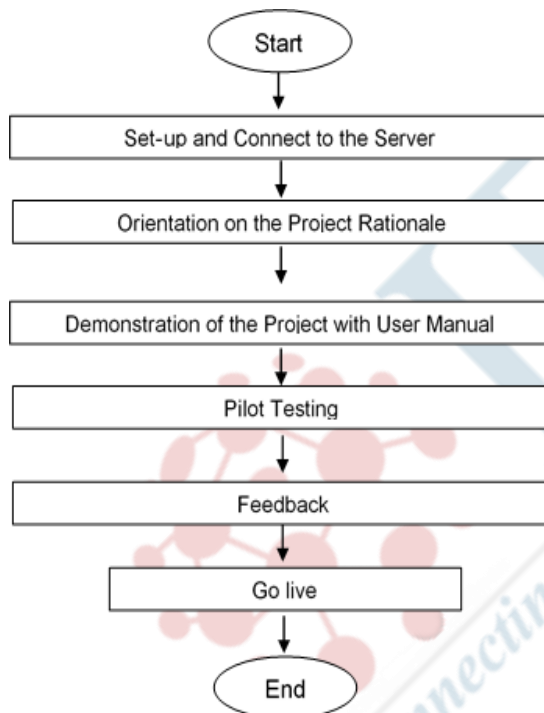 Start
Set-up and Connect to the Server
Orientation on the Project Rationale
Demonstration of the Project with User Manual
Pilot Testing
Feedback
Go live
End